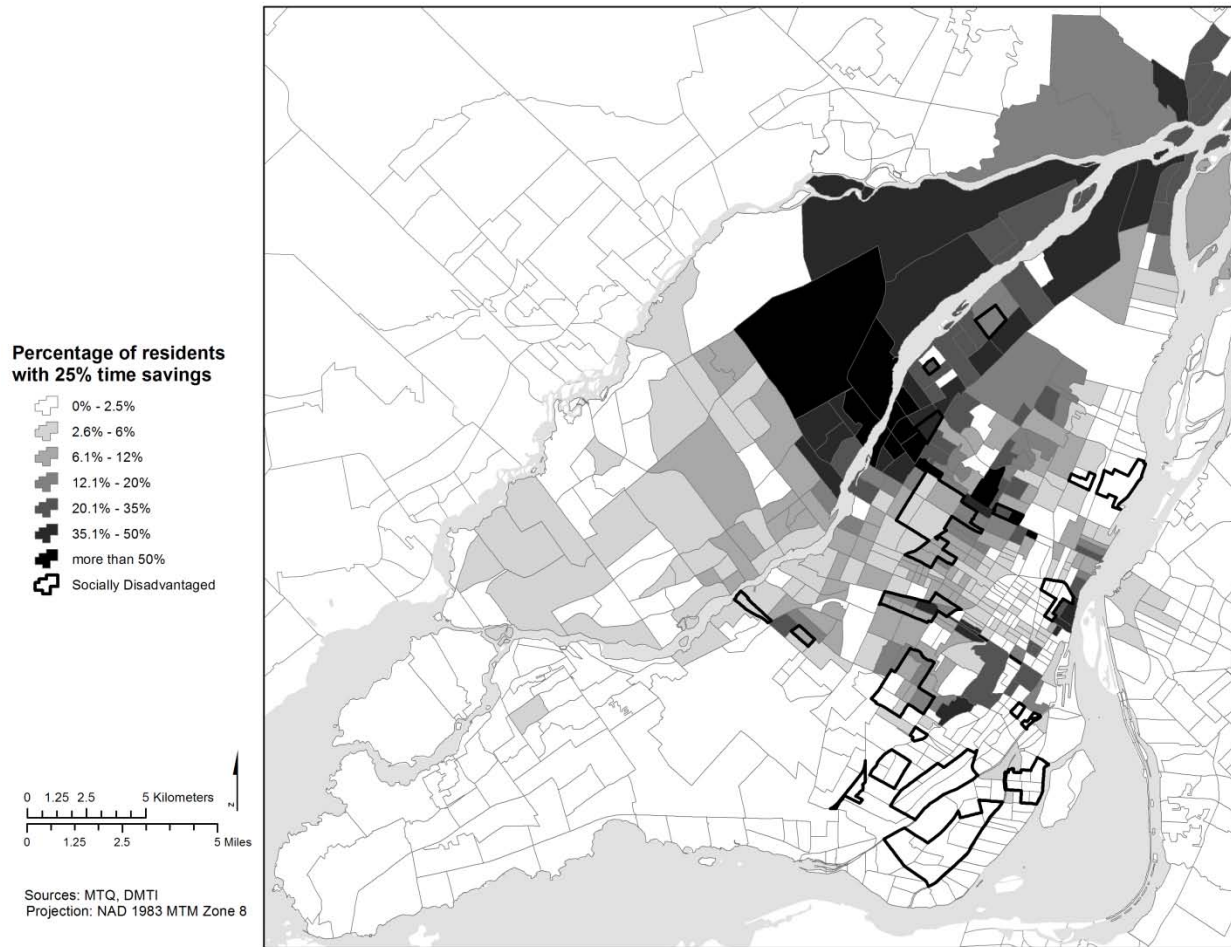 Percentage of residents
with 25% time savings
0% - 2.5%
2.6% - 6%
6.1% - 12%
12.1% - 20%
20.1% - 35%
35.1% - 50%
more than 50%
Socially Disadvantaged
N
0 1.25 2.5 5 Kilometers
0 1.25 2.5 5 Miles
Sources: MTQ, DMTI
Projection: NAD 1983 MTM Zone 8